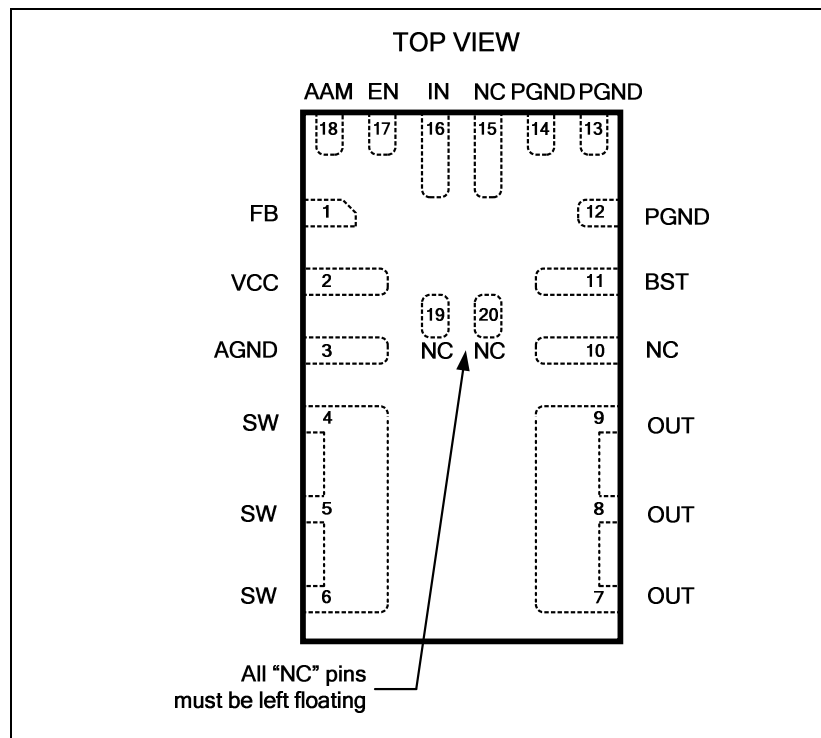 TOP VIEW
AAM EN IN NC PGND PGND
18 17 16 15 14 13
FB 1 12 PGND
VCC 2 11 BST
19 20
AGND 3 NC NC 10 NC
SW 4 9 OUT
SW 5 8 OUT
SW 6 7 OUT
All “NC” pins
must be left floating